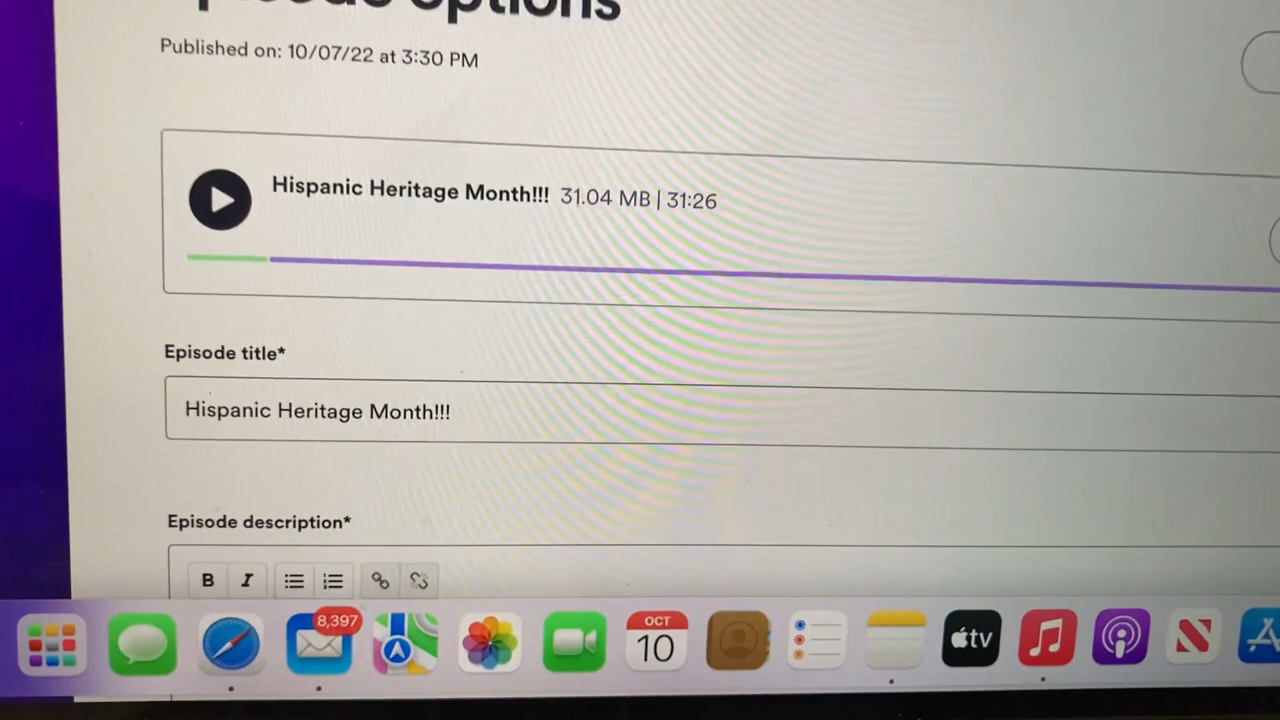 options
Published on: 10/07/22 at 3:30 PM
Hispanic Heritage Month!!! 31.04 MB | 31:26
Episode title*
Hispanic Heritage Month!!!
Episode description*
B I
8,397
OCT
10
tv